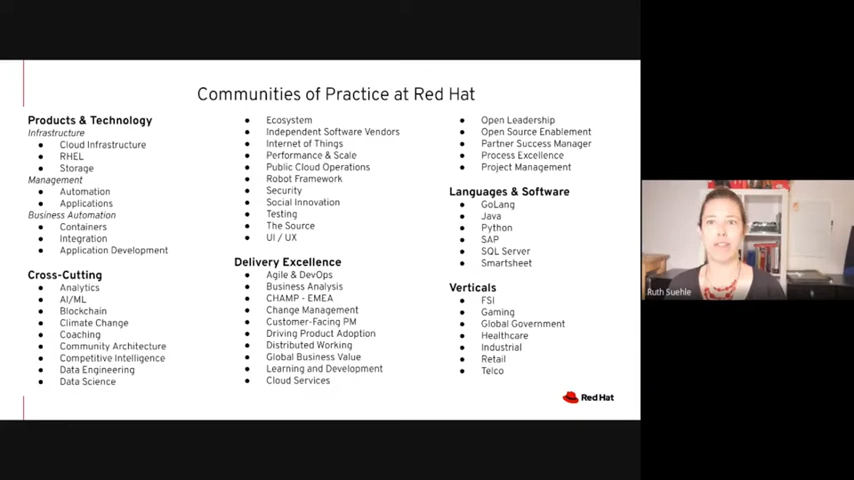 Communities of Practice at Red Hat
Products & Technology
Infrastructure
Cloud Infrastructure
RHEL
Storage
Management
Automation
Applications
Business Automation
Containers
Integration
Application Development
Cross-Cutting
Analytics
AI/ML
Blockchain
Climate Change
Coaching
Community Architecture
Competitive Intelligence
Data Engineering
Data Science
Ecosystem
Independent Software Vendors
Internet of Things
Performance & Scale
Public Cloud Operations
Robot Framework
Security
Social Innovation
Testing
The Source
UI / UX
Delivery Excellence
Agile & DevOps
Business Analysis
CHAMP - EMEA
Change Management
Customer-Facing PM
Driving Product Adoption
Distributed Working
Global Business Value
Learning and Development
Cloud Services
Open Leadership
Open Source Enablement
Partner Success Manager
Process Excellence
Project Management
Languages & Software
GoLang
Java
Python
SAP
SQL Server
Smartsheet
Verticals
FSI
Gaming
Global Government
Healthcare
Industrial
Retail
Telco
Red Hat
Ruth Suehle